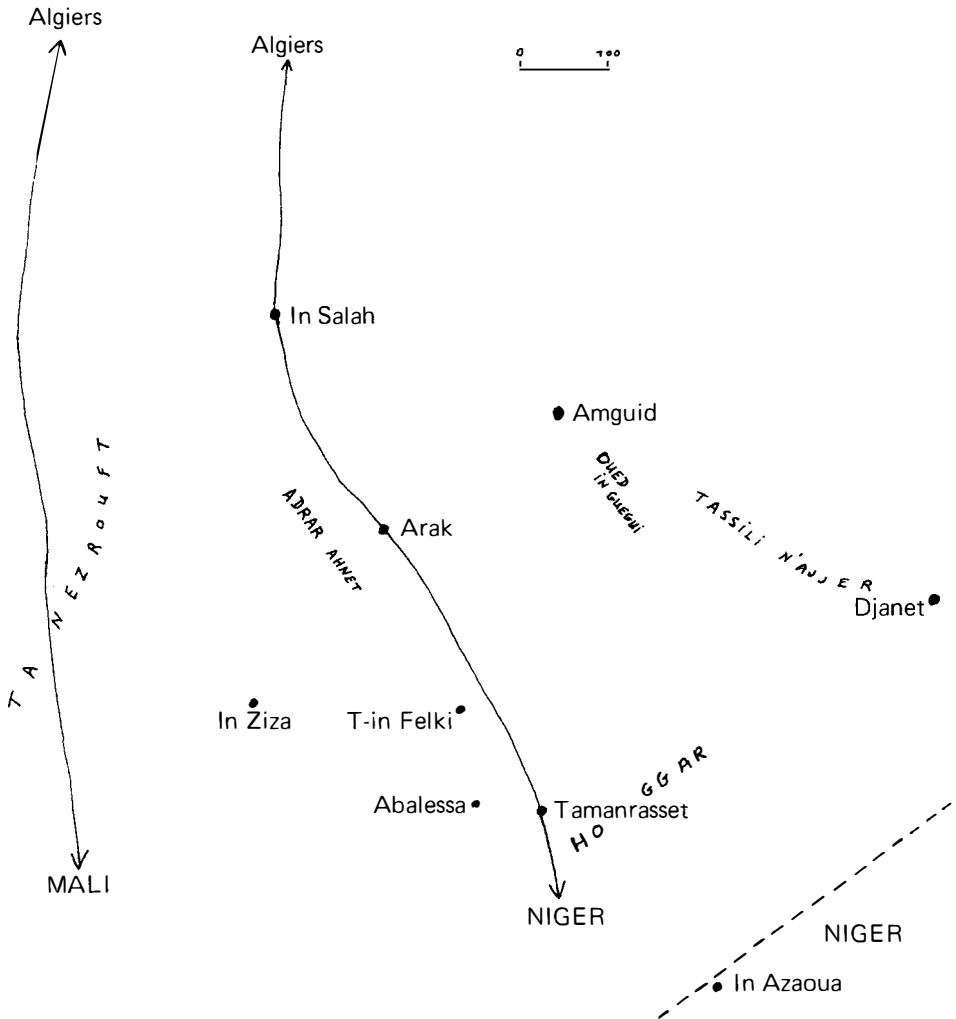 Algiers
Algiers
0 100
In Salah
Amguid
OUED
IN GUEGUI
TASSILI N'AJJER
TANEZROUFT
ADRAR AHNET
Arak
Djanet
In Ziza
T-in Felki
HOGGAR
Abalessa
Tamanrasset
MALI
NIGER
NIGER
In Azaoua